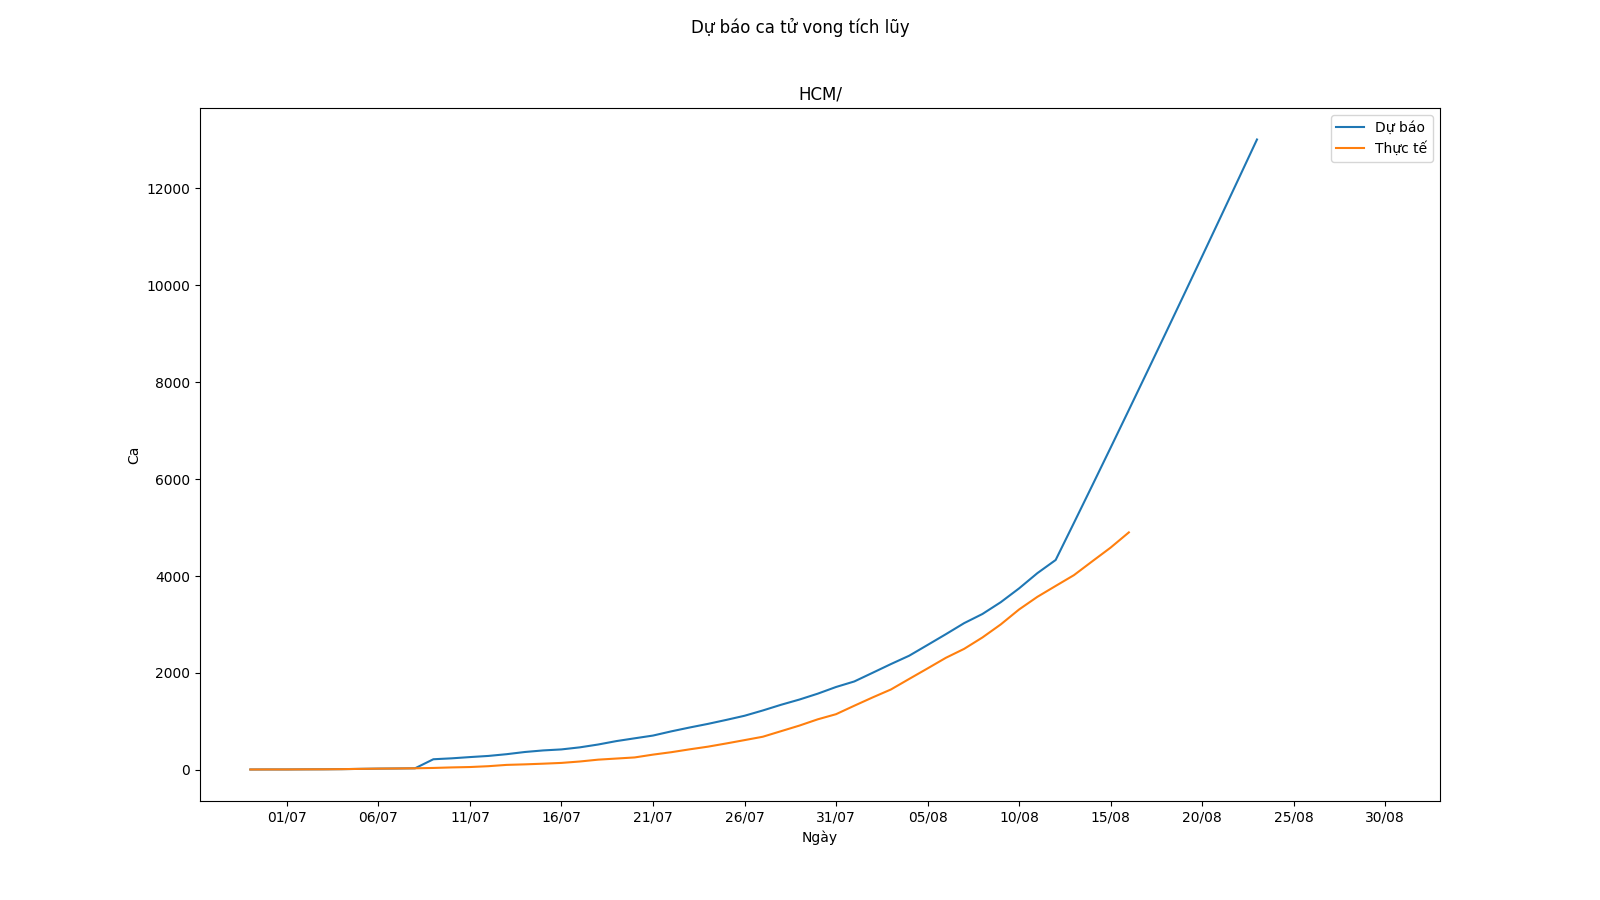 Dự báo ca tử vong tích lũy
HCM/
Dự báo
Thực tế
12000
10000
8000
6000
4000
2000
0
Ca
01/07 06/07 11/07 16/07 21/07 26/07 31/07 05/08 10/08 15/08 20/08 25/08 30/08
Ngày